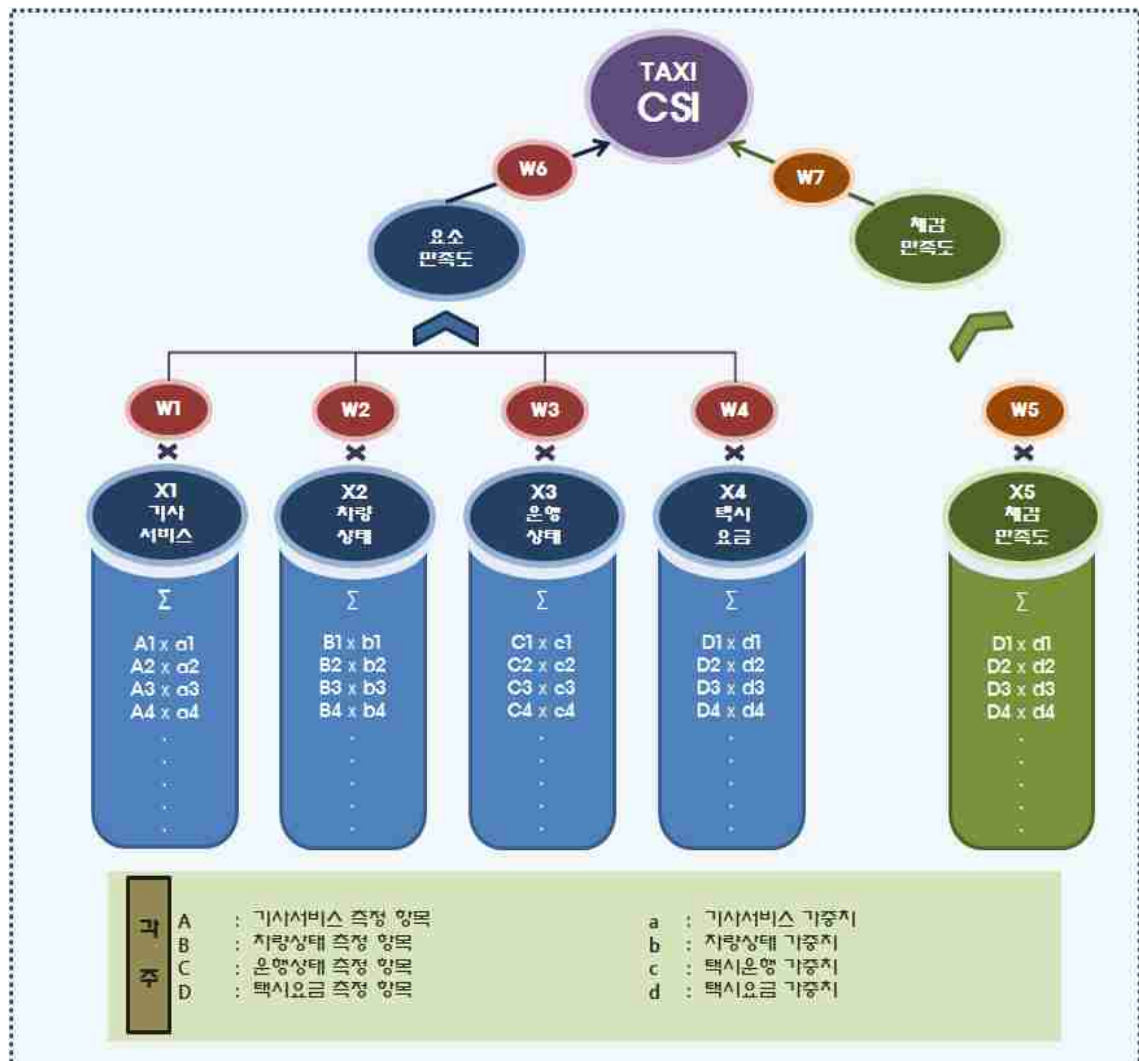 TAXI
CSI
W6
W7
요소
만족도
체감
만족도
W1
W2
W3
W4
W5
×
×
×
×
×
X1
기사
서비스
X2
차량
상태
X3
운행
상태
X4
택시
요금
X5
체감
만족도
Σ
A1 x a1
A2 x a2
A3 x a3
A4 x a4
.
.
.
.
.
Σ
B1 x b1
B2 x b2
B3 x b3
B4 x b4
.
.
.
.
.
Σ
C1 x c1
C2 x c2
C3 x c3
C4 x c4
.
.
.
.
.
Σ
D1 x d1
D2 x d2
D3 x d3
D4 x d4
.
.
.
.
.
Σ
D1 x d1
D2 x d2
D3 x d3
D4 x d4
.
.
.
.
.
각
주
A : 기사서비스 측정 항목
B : 차량상태 측정 항목
C : 운행상태 측정 항목
D : 택시요금 측정 항목
a : 기사서비스 가중치
b : 차량상태 가중치
c : 택시운행 가중치
d : 택시요금 가중치